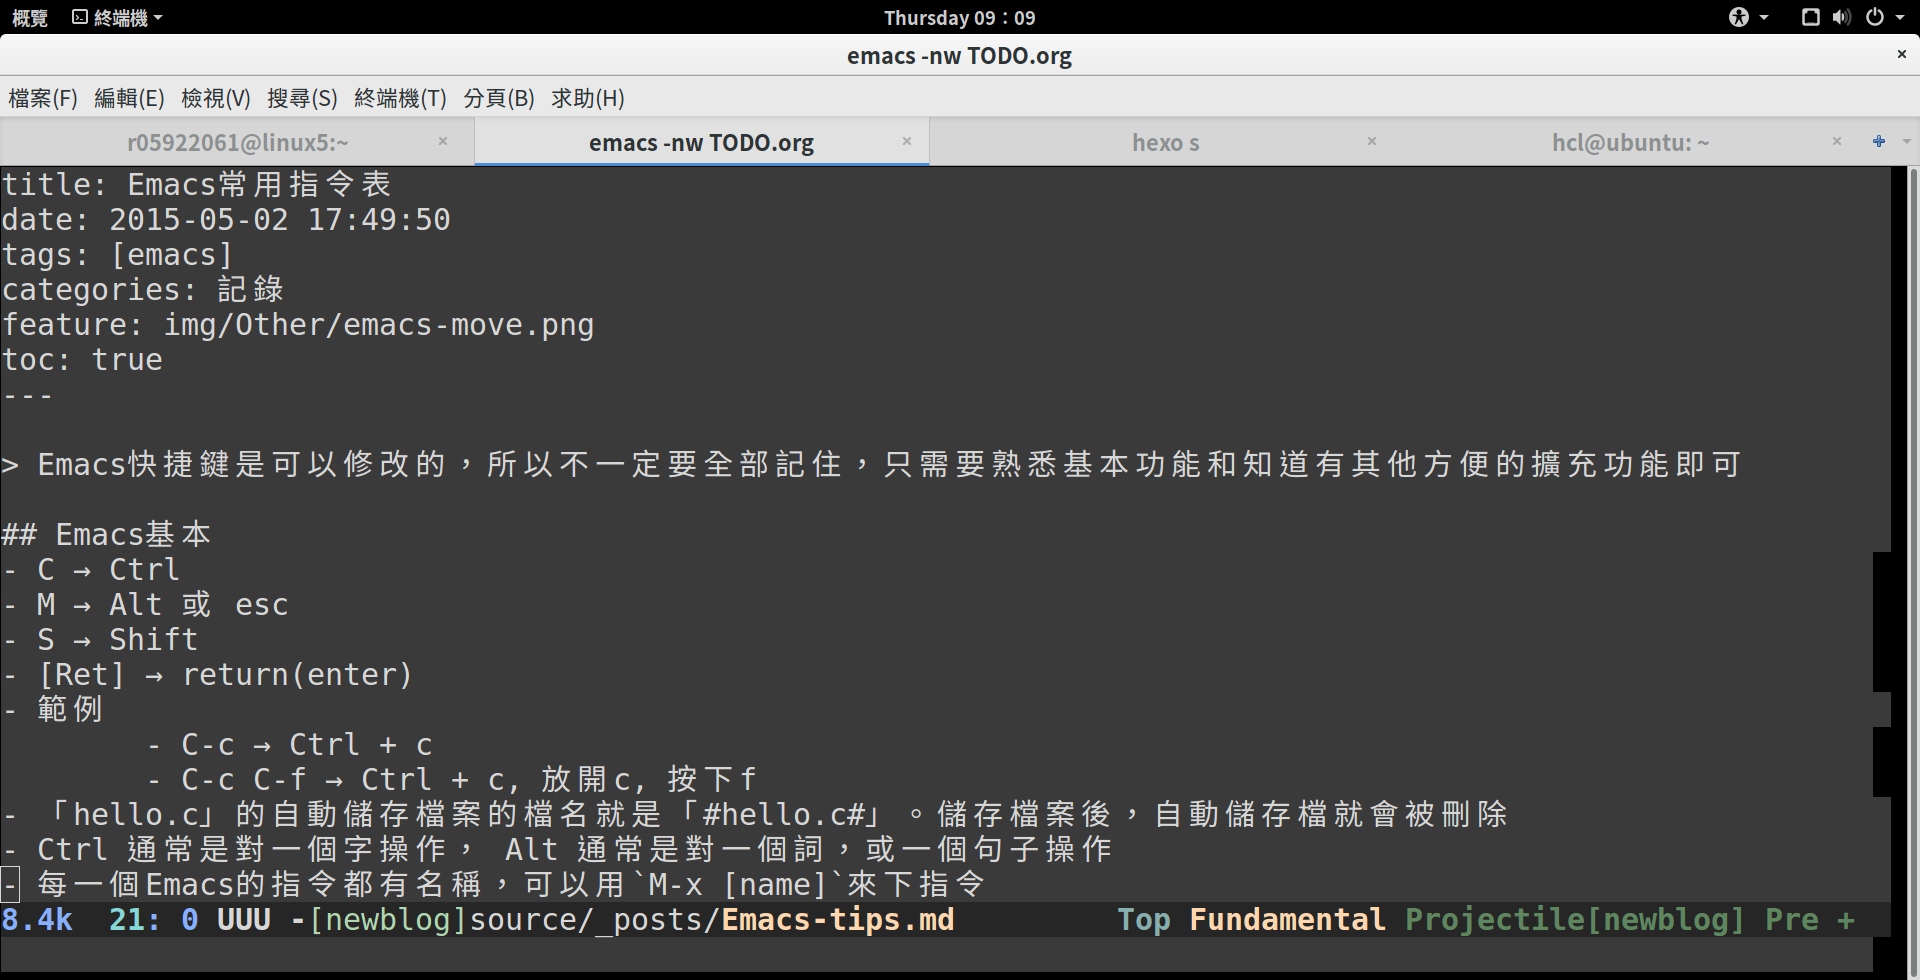 概覽 終端機 Thursday 09：09
emacs -nw TODO.org
檔案(F) 編輯(E) 檢視(V) 搜尋(S) 終端機(T) 分頁(B) 求助(H)
r05922061@linux5:~ emacs -nw TODO.org hexo s hcl@ubuntu: ~
title: Emacs常用指令表
date: 2015-05-02 17:49:50
tags: [emacs]
categories: 記錄
feature: img/Other/emacs-move.png
toc: true
---
> Emacs快捷鍵是可以修改的，所以不一定要全部記住，只需要熟悉基本功能和知道有其他方便的擴充功能即可
## Emacs基本
- C → Ctrl
- M → Alt 或 esc
- S → Shift
- [Ret] → return(enter)
- 範例
- C-c → Ctrl + c
- C-c C-f → Ctrl + c, 放開c, 按下f
- 「hello.c」的自動儲存檔案的檔名就是「#hello.c#」。儲存檔案後，自動儲存檔就會被刪除
- Ctrl 通常是對一個字操作， Alt 通常是對一個詞，或一個句子操作
- 每一個Emacs的指令都有名稱，可以用`M-x [name]`來下指令
8.4k 21: 0 UUU -[newblog]source/_posts/Emacs-tips.md Top Fundamental Projectile[newblog] Pre +